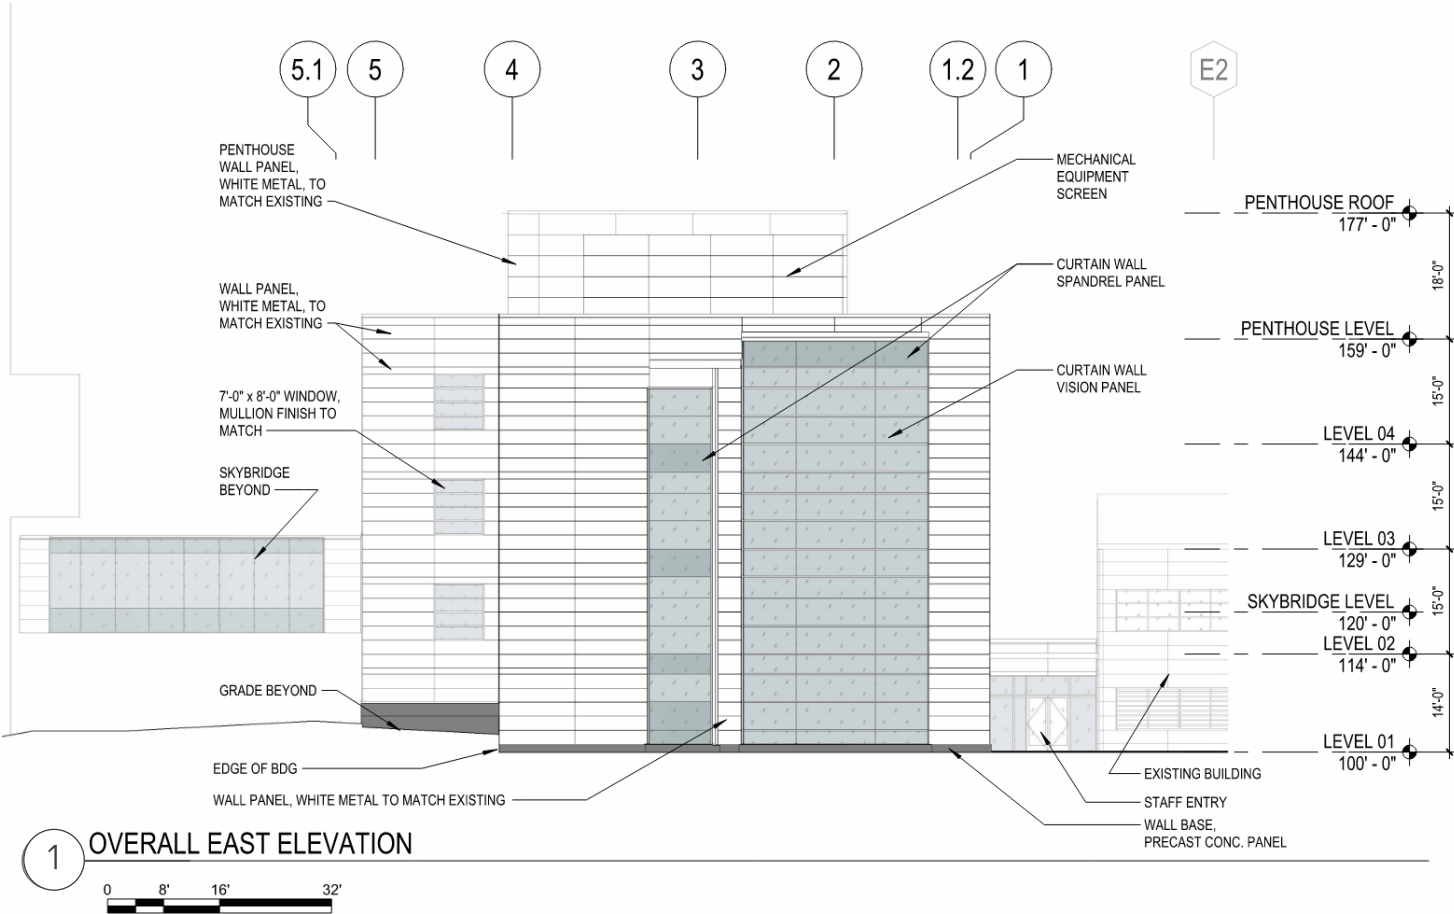 5.1
5
4
3
2
1.2
1
E2
PENTHOUSE
WALL PANEL,
WHITE METAL, TO
MATCH EXISTING
MECHANICAL
EQUIPMENT
SCREEN
PENTHOUSE ROOF
177' - 0"
18'-0"
WALL PANEL,
WHITE METAL, TO
MATCH EXISTING
CURTAIN WALL
SPANDREL PANEL
PENTHOUSE LEVEL
159' - 0"
15'-0"
7'-0" x 8'-0" WINDOW,
MULLION FINISH TO
MATCH
CURTAIN WALL
VISION PANEL
LEVEL 04
144' - 0"
15'-0"
SKYBRIDGE
BEYOND
LEVEL 03
129' - 0"
15'-0"
SKYBRIDGE LEVEL
120' - 0"
LEVEL 02
114' - 0"
14'-0"
GRADE BEYOND
LEVEL 01
100' - 0"
EDGE OF BDG
WALL PANEL, WHITE METAL TO MATCH EXISTING
EXISTING BUILDING
STAFF ENTRY
WALL BASE,
PRECAST CONC. PANEL
1
OVERALL EAST ELEVATION
0 8' 16' 32'